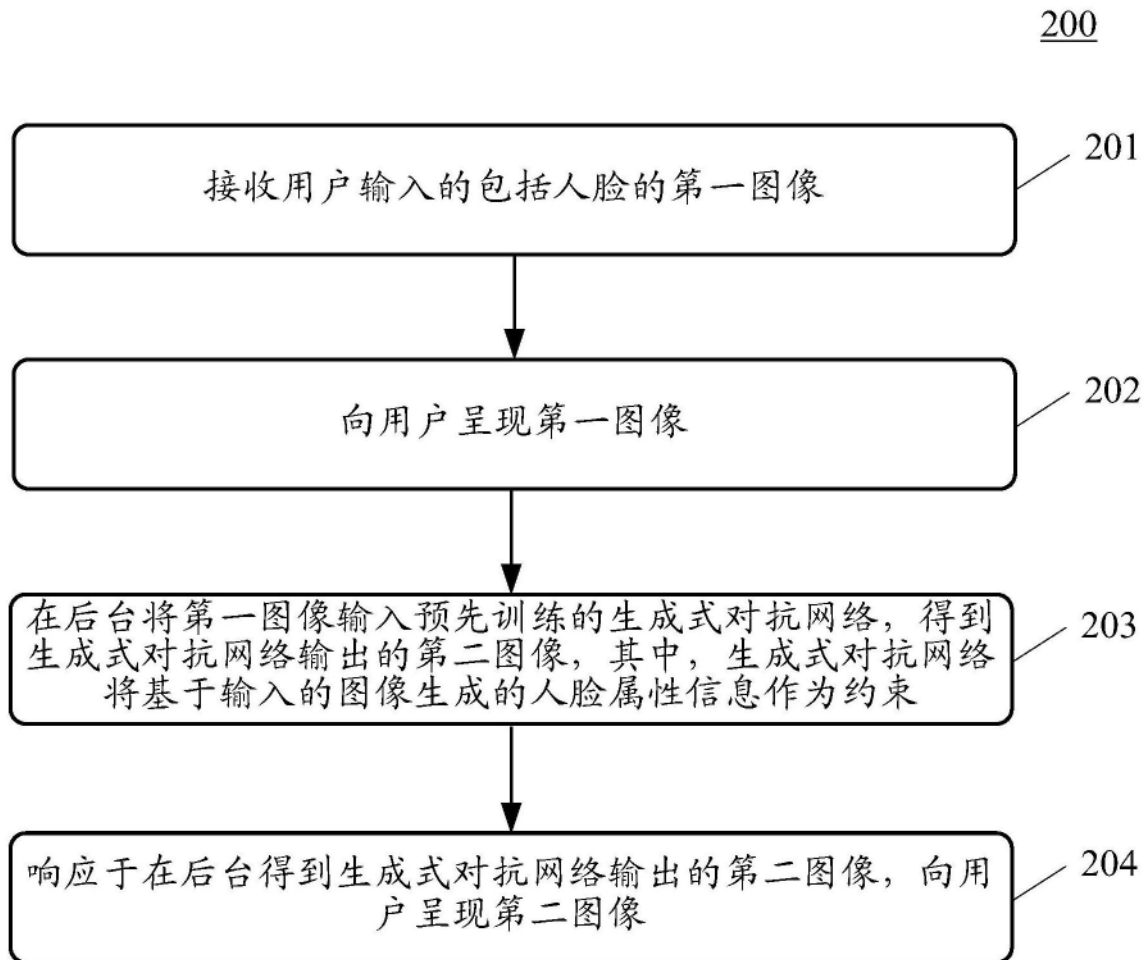 200
接收用户输入的包括人脸的第一图像
201
向用户呈现第一图像
202
在后台将第一图像输入预先训练的生成式对抗网络，得到
生成式对抗网络输出的第二图像，其中，生成式对抗网络
将基于输入的图像生成的人脸属性信息作为约束
203
响应于在后台得到生成式对抗网络输出的第二图像，向用
户呈现第二图像
204